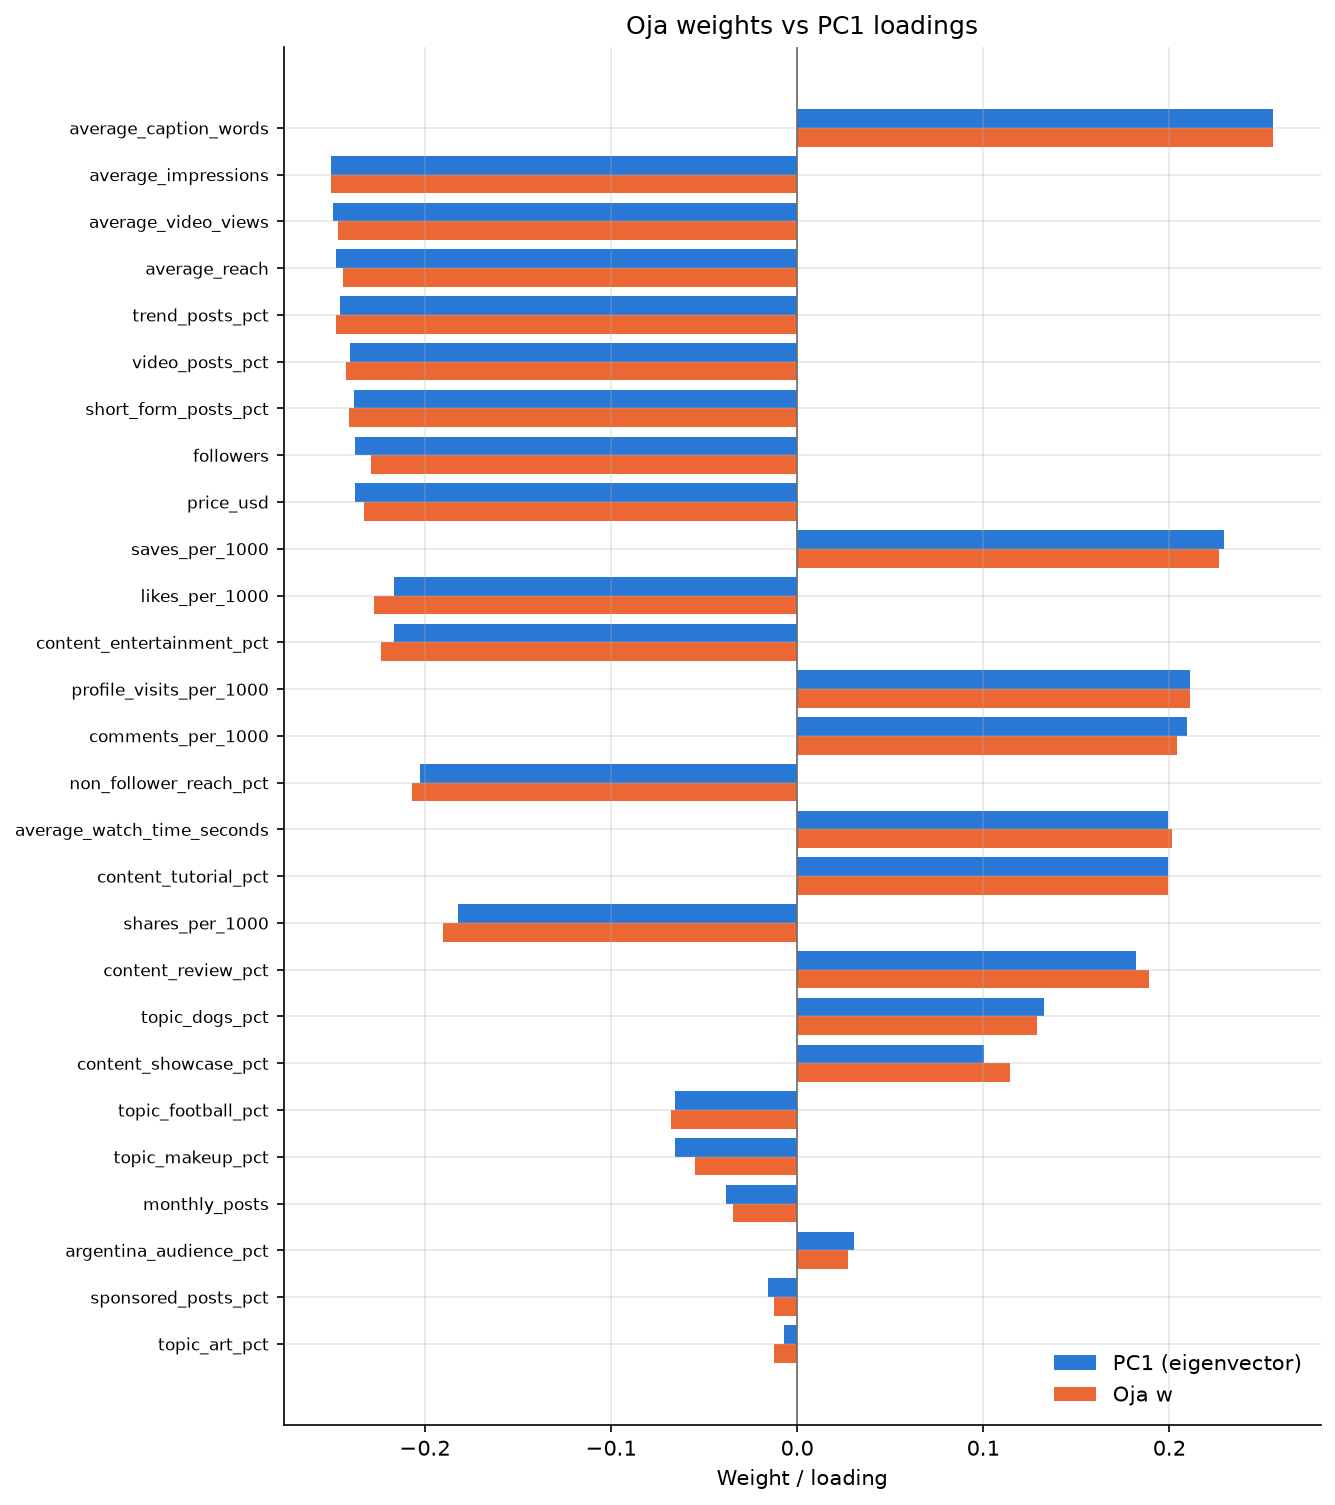 Oja weights vs PC1 loadings
average_caption_words
average_impressions
average_video_views
average_reach
trend_posts_pct
video_posts_pct
short_form_posts_pct
followers
price_usd
saves_per_1000
likes_per_1000
content_entertainment_pct
profile_visits_per_1000
comments_per_1000
non_follower_reach_pct
average_watch_time_seconds
content_tutorial_pct
shares_per_1000
content_review_pct
topic_dogs_pct
content_showcase_pct
topic_football_pct
topic_makeup_pct
monthly_posts
argentina_audience_pct
sponsored_posts_pct
topic_art_pct
PC1 (eigenvector)
Oja w
−0.2 −0.1 0.0 0.1 0.2
Weight / loading